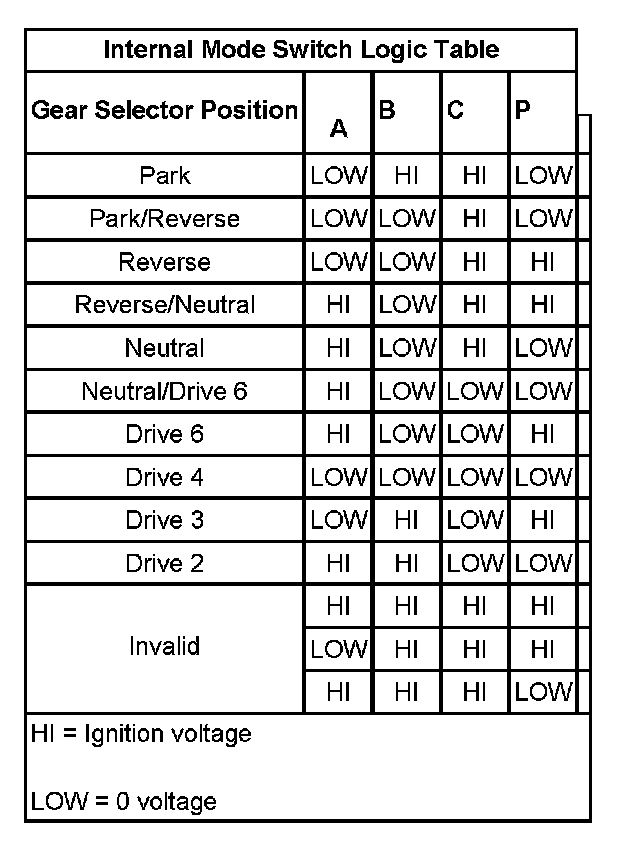 Internal Mode Switch Logic Table
Gear Selector Position A B C P
Park LOW HI HI LOW
Park/Reverse LOW LOW HI LOW
Reverse LOW LOW HI HI
Reverse/Neutral HI LOW HI HI
Neutral HI LOW HI LOW
Neutral/Drive 6 HI LOW LOW LOW
Drive 6 HI LOW LOW HI
Drive 4 LOW LOW LOW LOW
Drive 3 LOW HI LOW HI
Drive 2 HI HI LOW LOW
Invalid HI HI HI HI
LOW HI HI HI
HI HI HI LOW
HI = Ignition voltage
LOW = 0 voltage